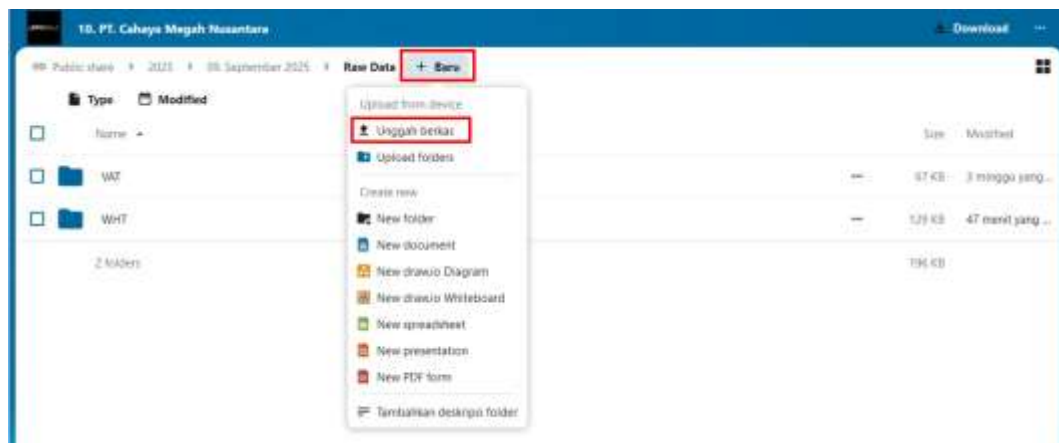 10. PT. Cahaya Megah Nusantara
Download
Public share 2025 09. September 2025 Raw Data + Baru
Type Modified
Name Size Modified
VAT 67 KB 3 minggu yang...
WHT 129 KB 47 menit yang ...
2 folders 196 KB
Upload from device
Unggah berkas
Upload folders
Create new
New folder
New document
New draw.io Diagram
New draw.io Whiteboard
New spreadsheet
New presentation
New PDF form
Tambahkan deskripsi folder